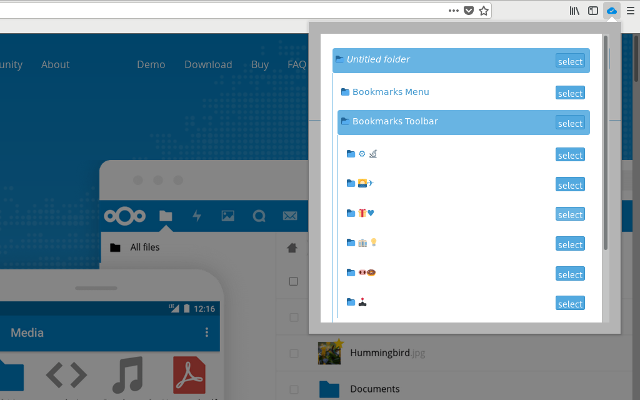 unity About Demo Download Buy FAQ
Untitled folder select
Bookmarks Menu select
Bookmarks Toolbar select
select
select
select
select
select
select
All files
12:16
Media
Hummingbird.jpg
Documents